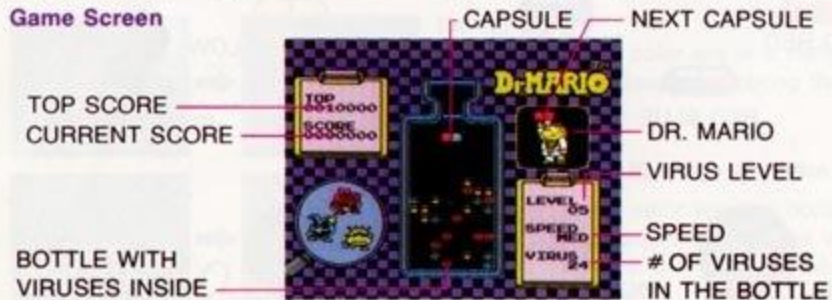 Game Screen
CAPSULE
NEXT CAPSULE
Dr.MARIO
TM
TOP
0010000
SCORE
0000000
TOP SCORE
CURRENT SCORE
DR. MARIO
VIRUS LEVEL
LEVEL
05
SPEED
MED
VIRUS
24
SPEED
# OF VIRUSES
IN THE BOTTLE
BOTTLE WITH
VIRUSES INSIDE